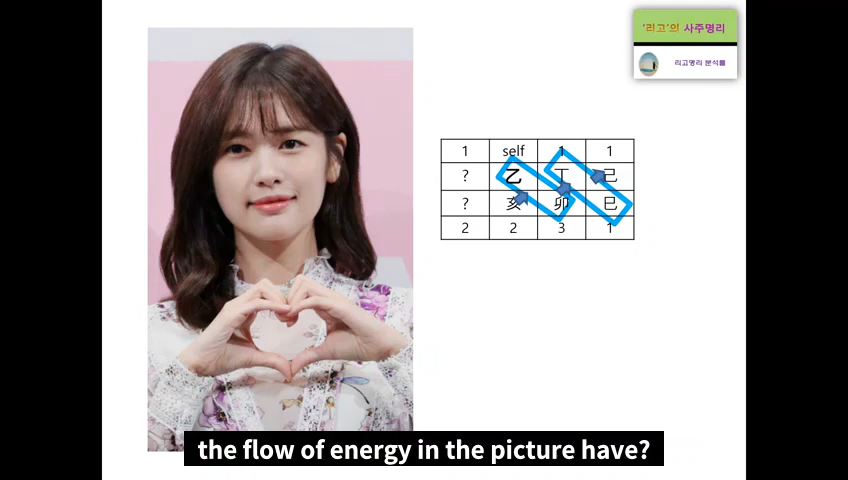 '리고'의 사주명리
리고명리 분석틀
1 self 1 1
? 乙 丁 己
? 亥 卯 巳
2 2 3 1
the flow of energy in the picture have?